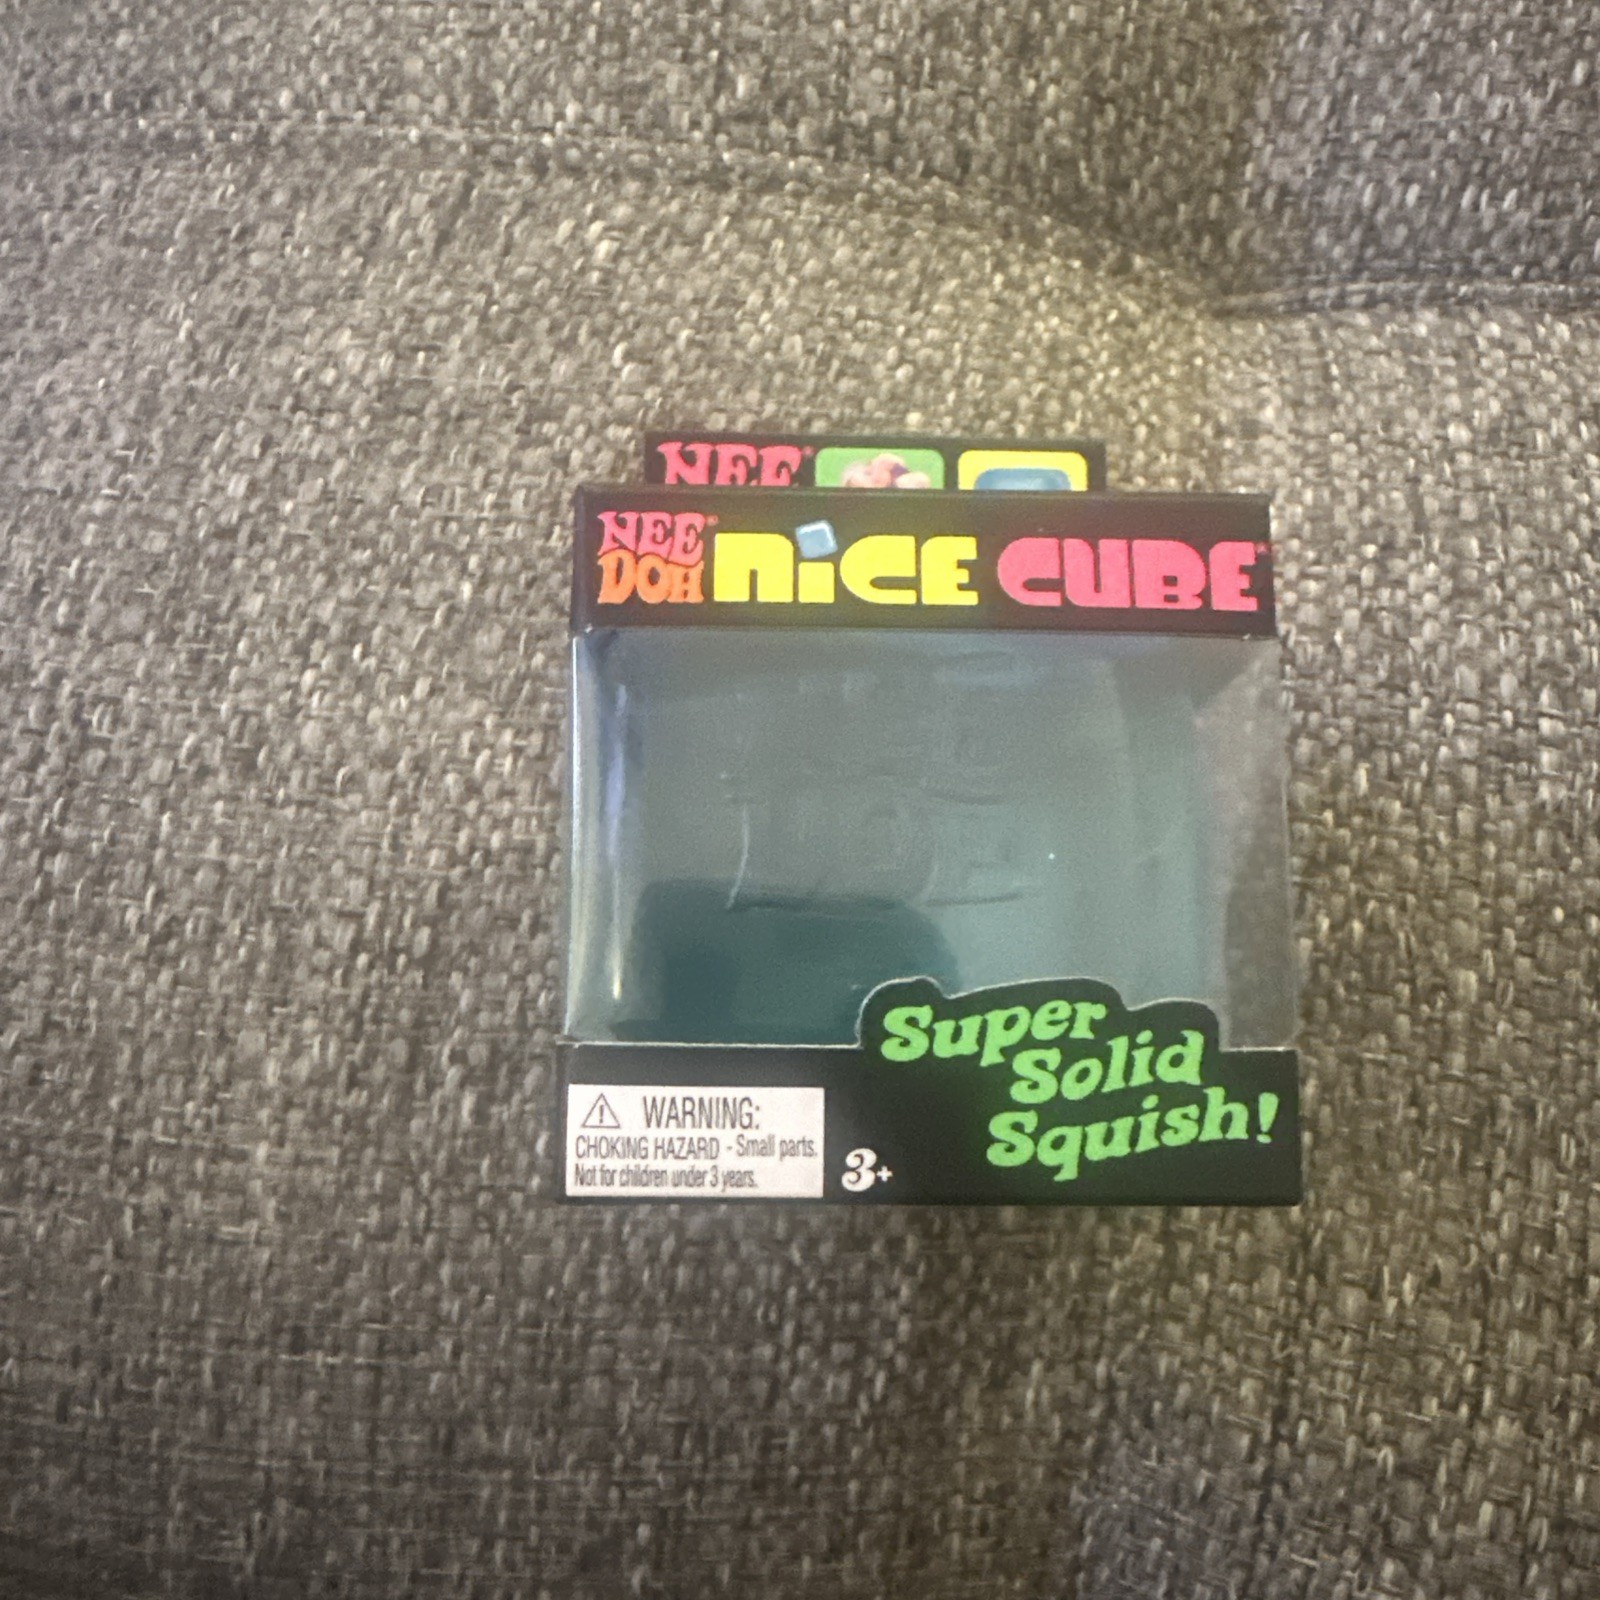 NEE®
NEE®
DOH
NiCE CUBE
Super
Solid
Squish!
⚠ WARNING:
CHOKING HAZARD - Small parts.
Not for children under 3 years.
3+